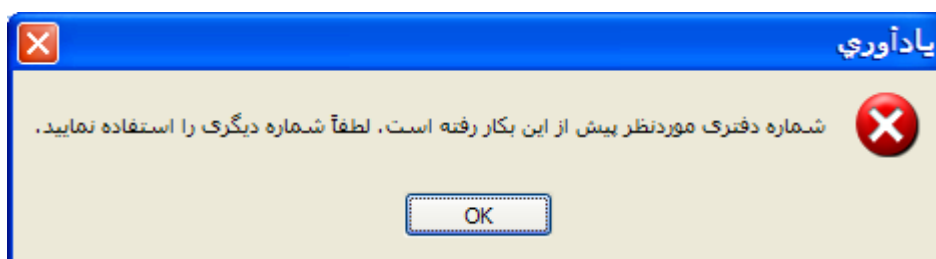 يادآوري
شماره دفتری موردنظر پیش از این بکار رفته است، لطفاً شماره دیگری را استفاده نمایید.
OK